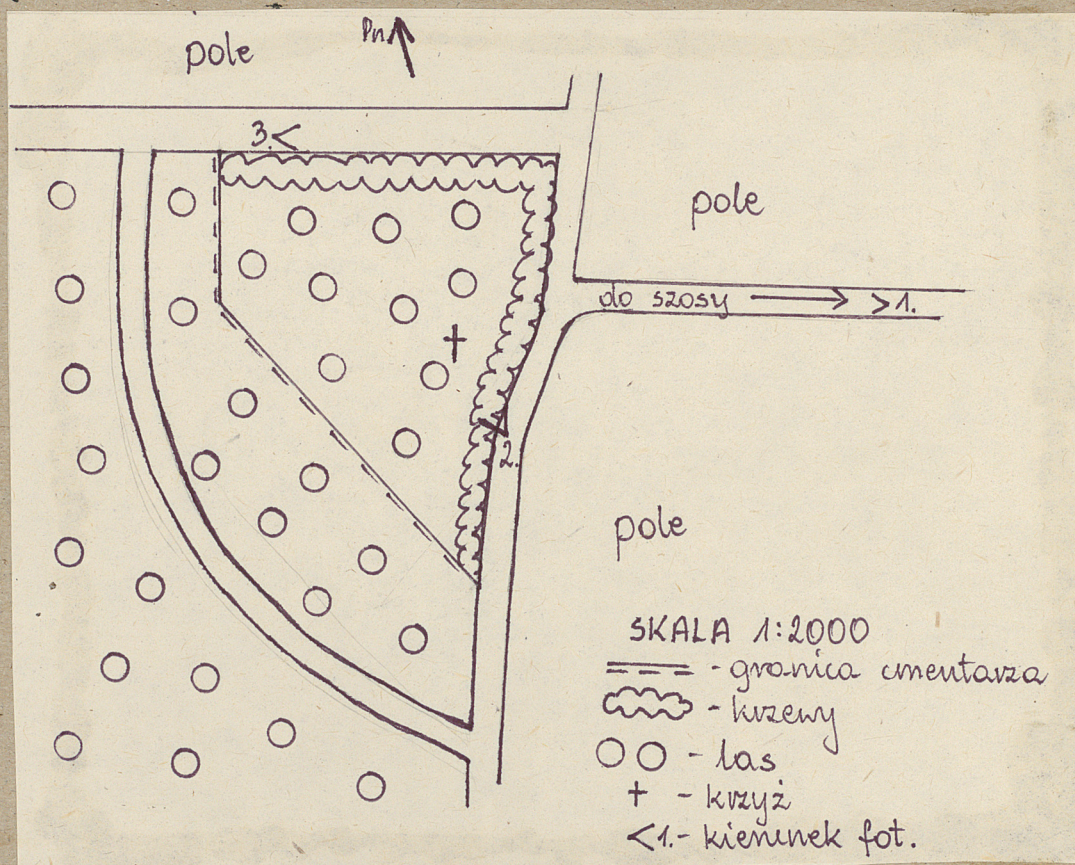 pole
Pn.
3.<
pole
do szosy >1.
2.
pole
SKALA 1:2000
- granica cmentarza
- krzewy
- las
- krzyż
<1.- kierunek fot.